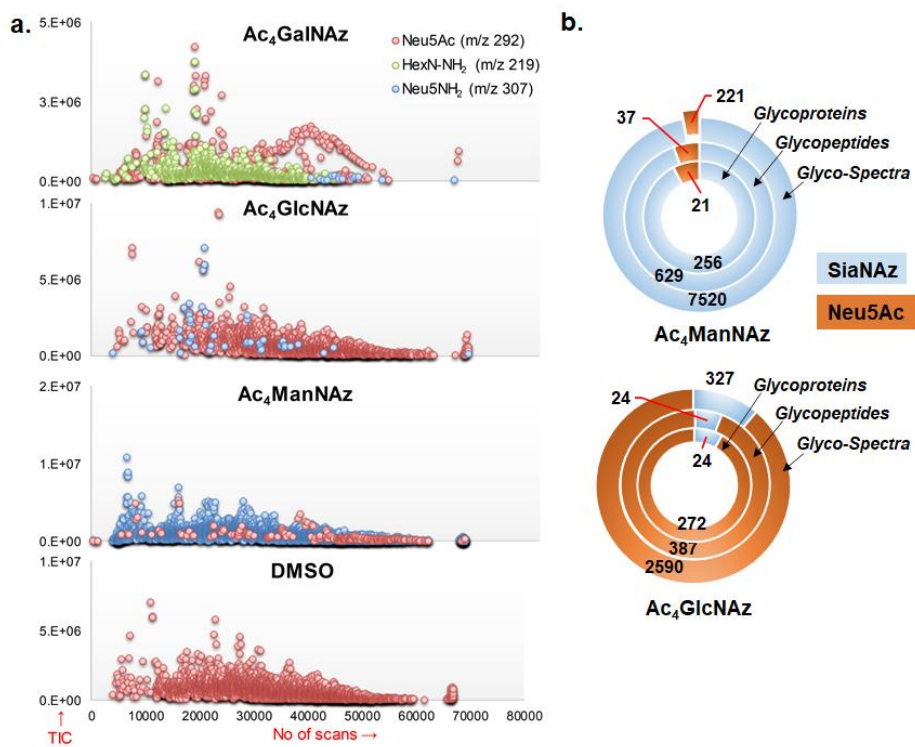 a.
Ac₄GalNAz
5.E+06
3.E+06
0.E+00
Neu5Ac (m/z 292)
HexN-NH₂ (m/z 219)
Neu5NH₂ (m/z 307)
Ac₄GlcNAz
1.E+07
5.E+06
0.E+00
Ac₄ManNAz
2.E+07
1.E+07
0.E+00
DMSO
1.E+07
5.E+06
0.E+00
0 10000 20000 30000 40000 50000 60000 70000 80000
↑
TIC
No of scans →
b.
221
37
21
Glycoproteins
Glycopeptides
Glyco-Spectra
256
629
7520
Ac₄ManNAz
SiaNAz
Neu5Ac
327
24
24
Glycoproteins
Glycopeptides
Glyco-Spectra
272
387
2590
Ac₄GlcNAz